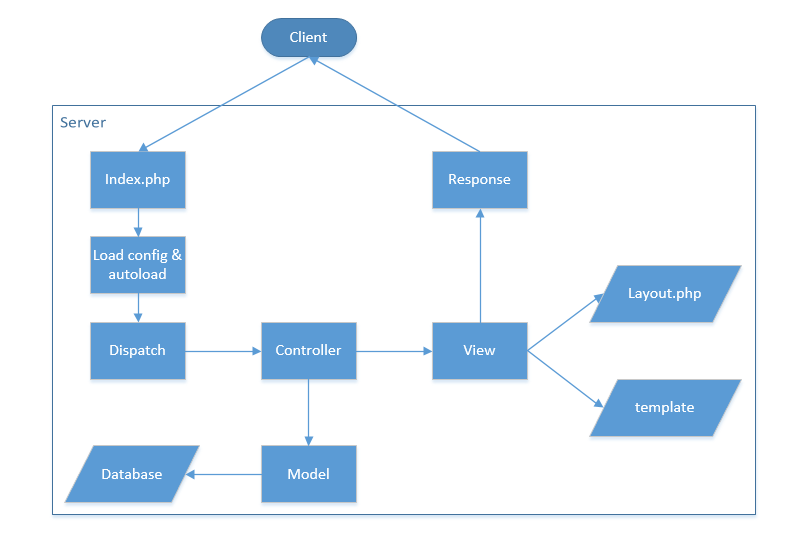 Client
Server
Index.php
Response
Load config &
autoload
Layout.php
Dispatch
Controller
View
template
Database
Model